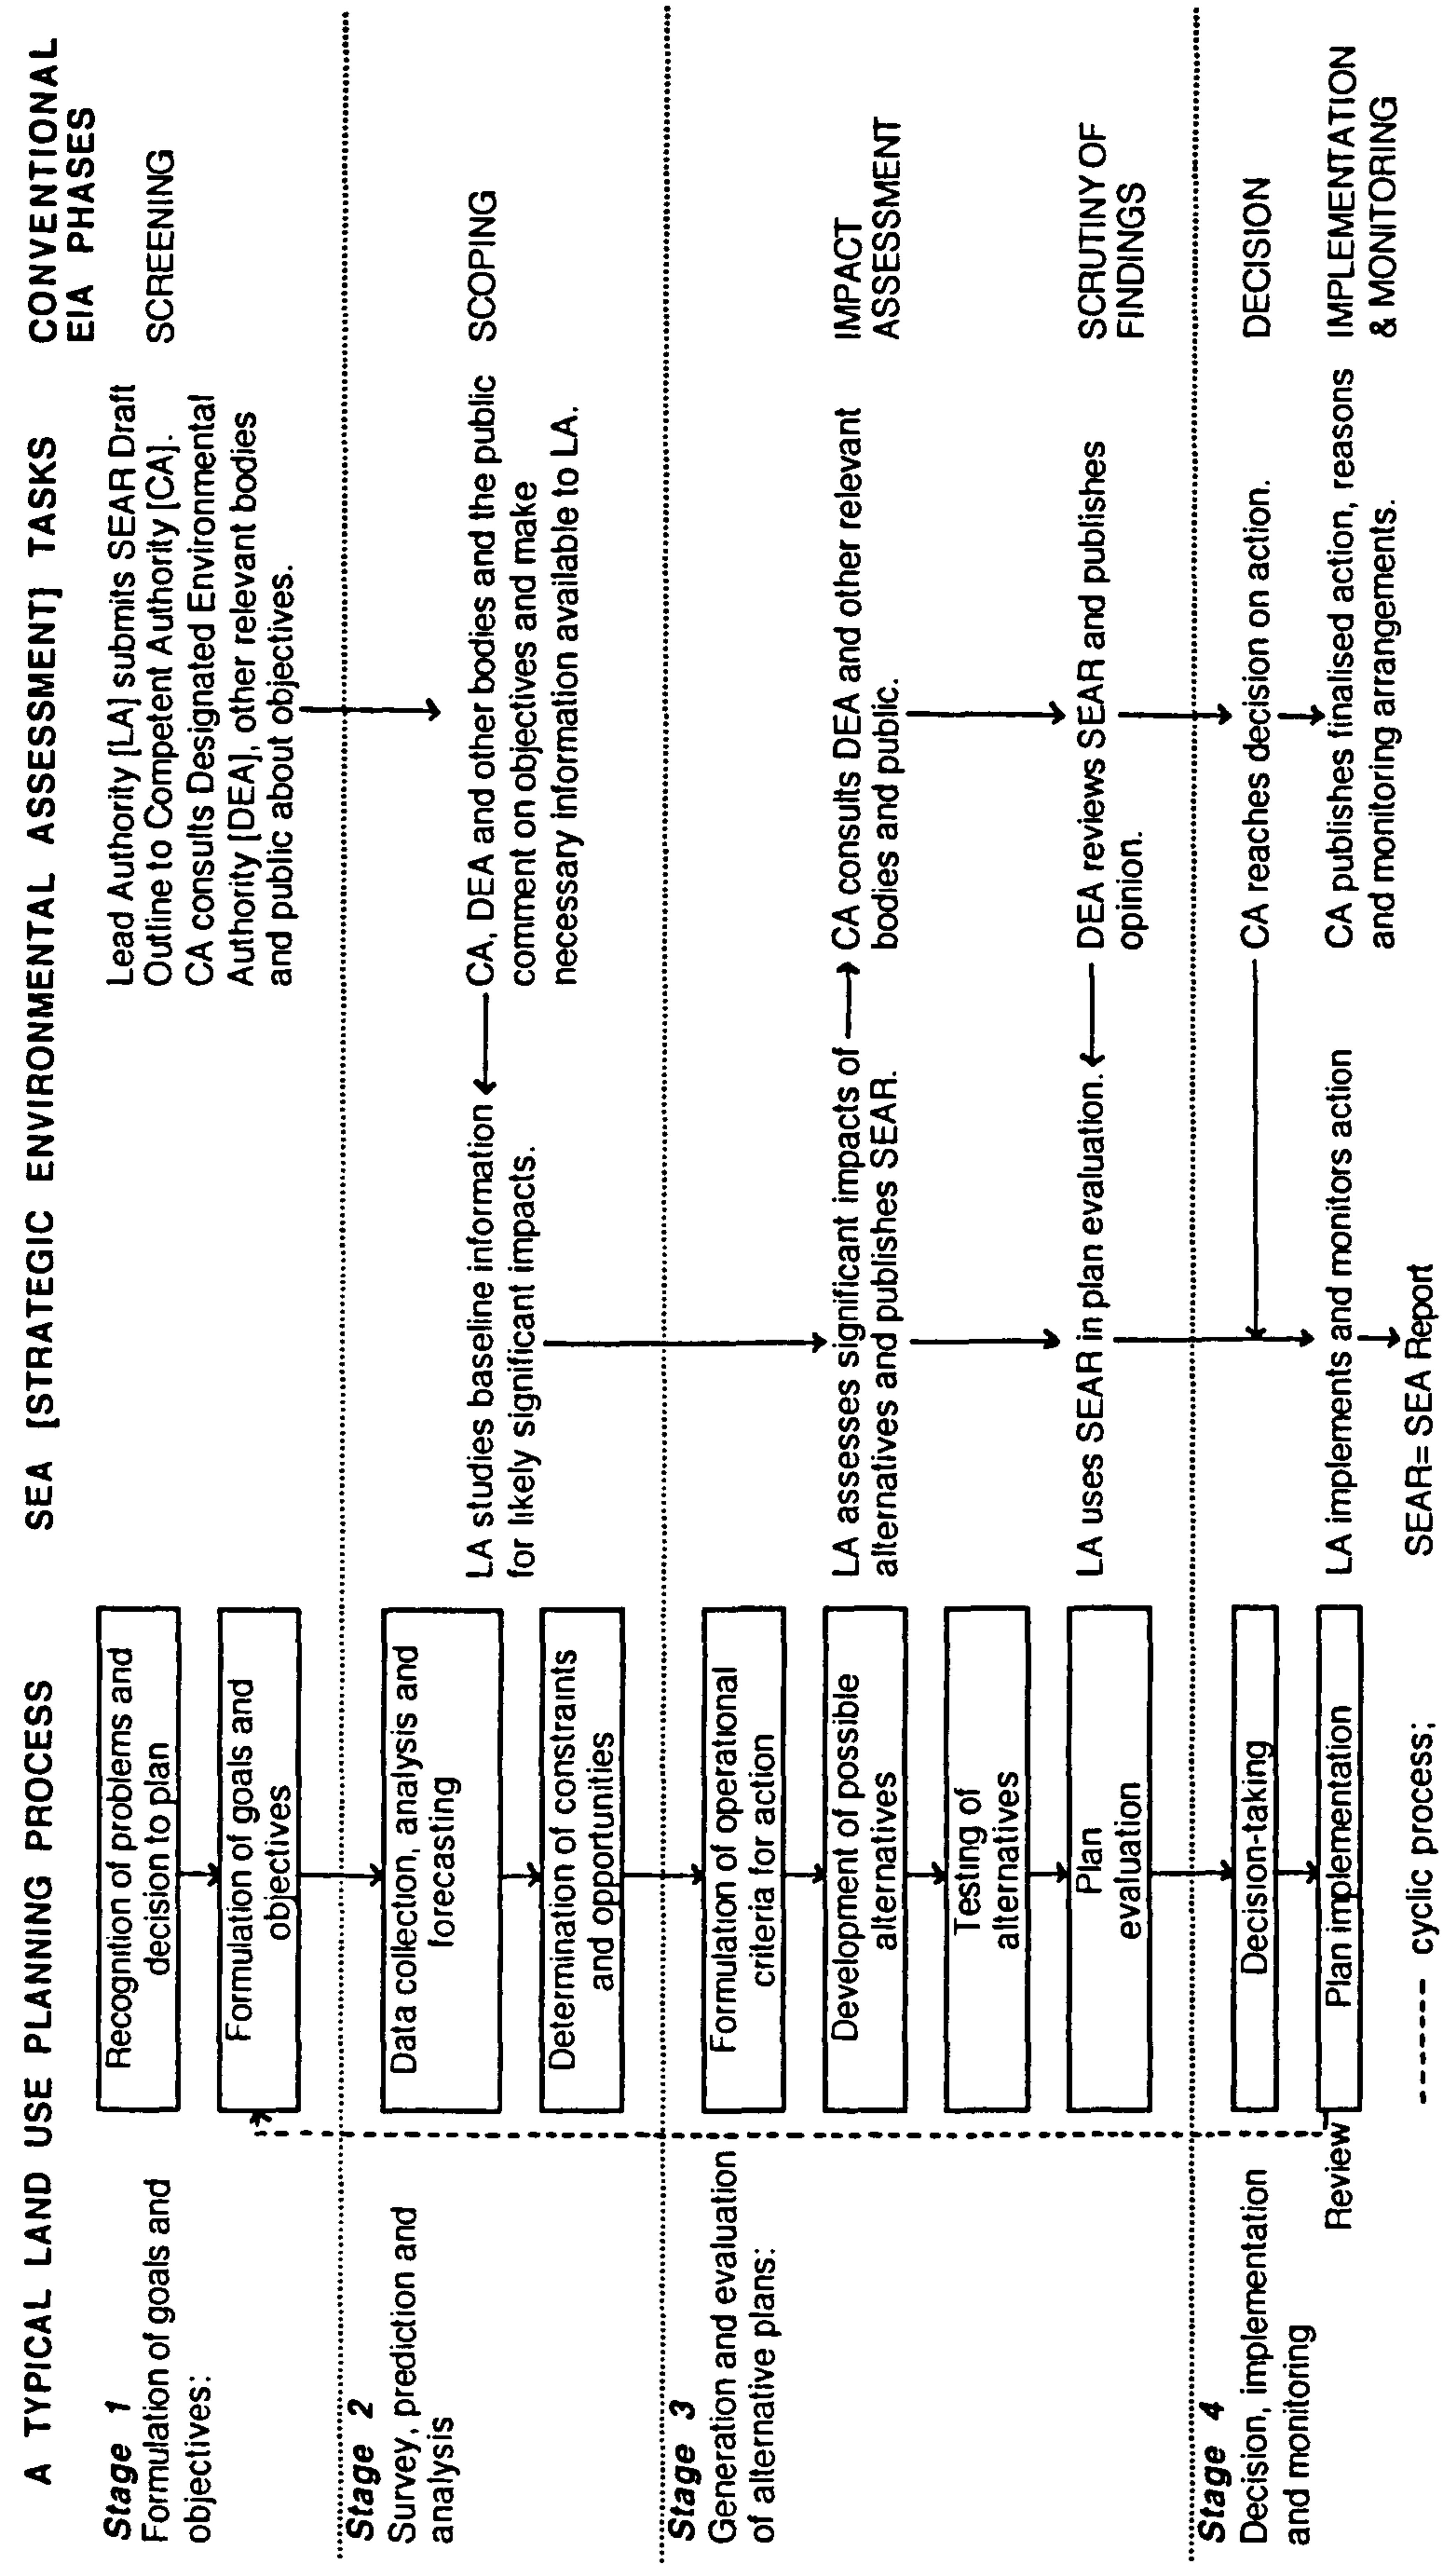 A TYPICAL LAND USE PLANNING PROCESS
SEA [STRATEGIC ENVIRONMENTAL ASSESSMENT] TASKS
CONVENTIONAL
EIA PHASES
Stage 1
Formulation of goals and
objectives:
Recognition of problems and
decision to plan
Formulation of goals and
objectives
Lead Authority [LA] submits SEAR Draft
Outline to Competent Authority [CA].
CA consults Designated Environmental
Authority [DEA], other relevant bodies
and public about objectives.
SCREENING
Stage 2
Survey, prediction and
analysis
Data collection, analysis and
forecasting
Determination of constraints
and opportunities
LA studies baseline information
for likely significant impacts.
CA, DEA and other bodies and the public
comment on objectives and make
necessary information available to LA.
SCOPING
Stage 3
Generation and evaluation
of alternative plans:
Formulation of operational
criteria for action
Development of possible
alternatives
Testing of
alternatives
Plan
evaluation
LA assesses significant impacts of
alternatives and publishes SEAR.
CA consults DEA and other relevant
bodies and public.
IMPACT
ASSESSMENT
LA uses SEAR in plan evaluation.
DEA reviews SEAR and publishes
opinion.
SCRUTINY OF
FINDINGS
Stage 4
Decision, implementation
and monitoring
Decision-taking
CA reaches decision on action.
DECISION
Review
Plan implementation
LA implements and monitors action
CA publishes finalised action, reasons
and monitoring arrangements.
IMPLEMENTATION
& MONITORING
------- cyclic process;
SEAR= SEA Report